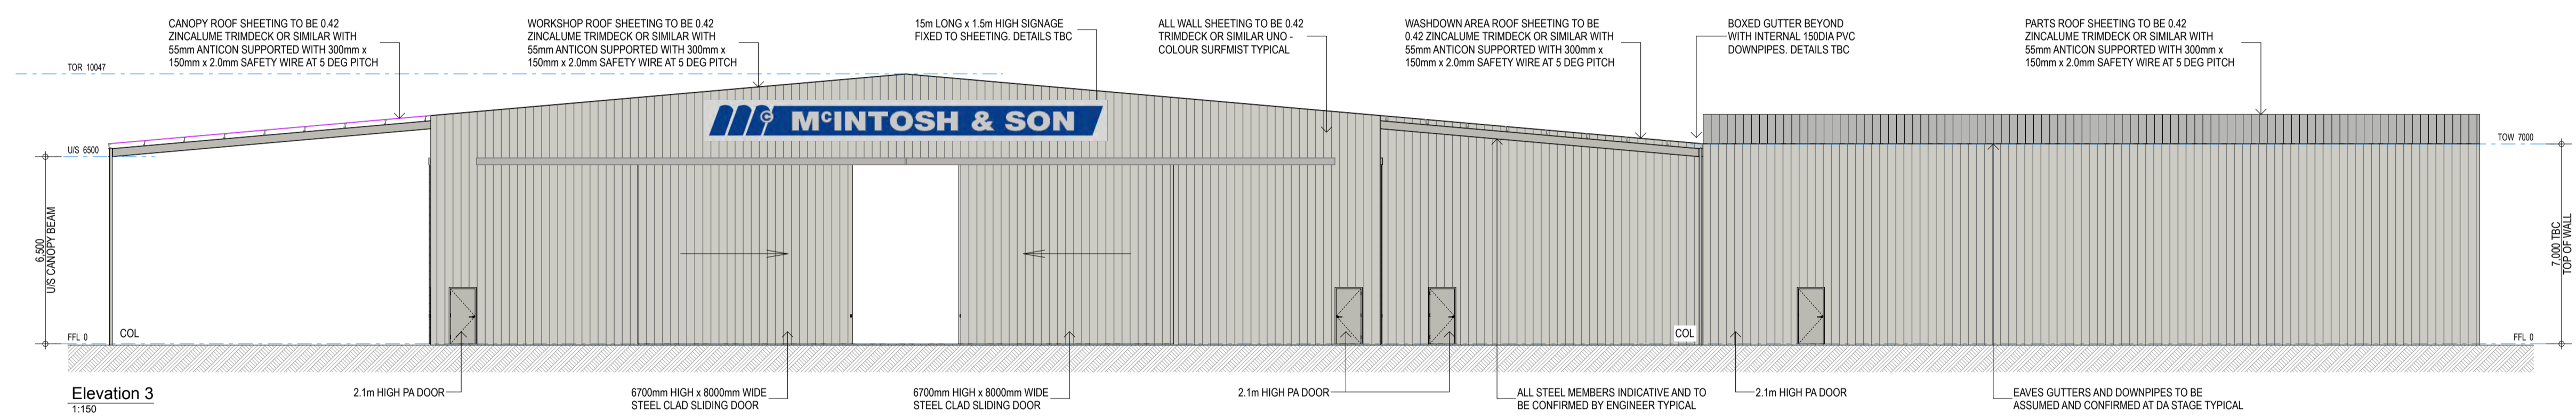 CANOPY ROOF SHEETING TO BE 0.42
ZINCALUME TRIMDECK OR SIMILAR WITH
55mm ANTICON SUPPORTED WITH 300mm x
150mm x 2.0mm SAFETY WIRE AT 5 DEG PITCH
WORKSHOP ROOF SHEETING TO BE 0.42
ZINCALUME TRIMDECK OR SIMILAR WITH
55mm ANTICON SUPPORTED WITH 300mm x
150mm x 2.0mm SAFETY WIRE AT 5 DEG PITCH
15m LONG x 1.5m HIGH SIGNAGE
FIXED TO SHEETING. DETAILS TBC
ALL WALL SHEETING TO BE 0.42
TRIMDECK OR SIMILAR UNO -
COLOUR SURFMIST TYPICAL
WASHDOWN AREA ROOF SHEETING TO BE
0.42 ZINCALUME TRIMDECK OR SIMILAR WITH
55mm ANTICON SUPPORTED WITH 300mm x
150mm x 2.0mm SAFETY WIRE AT 5 DEG PITCH
BOXED GUTTER BEYOND
WITH INTERNAL 150DIA PVC
DOWNPIPES. DETAILS TBC
PARTS ROOF SHEETING TO BE 0.42
ZINCALUME TRIMDECK OR SIMILAR WITH
55mm ANTICON SUPPORTED WITH 300mm x
150mm x 2.0mm SAFETY WIRE AT 5 DEG PITCH
TOR 10047
McINTOSH & SON
U/S 6500
TOW 7000
6,500
U/S CANOPY BEAM
7,000 TBC
TOP OF WALL
FFL 0
COL
COL
FFL 0
Elevation 3
1:150
2.1m HIGH PA DOOR
6700mm HIGH x 8000mm WIDE
STEEL CLAD SLIDING DOOR
6700mm HIGH x 8000mm WIDE
STEEL CLAD SLIDING DOOR
2.1m HIGH PA DOOR
ALL STEEL MEMBERS INDICATIVE AND TO
BE CONFIRMED BY ENGINEER TYPICAL
2.1m HIGH PA DOOR
EAVES GUTTERS AND DOWNPIPES TO BE
ASSUMED AND CONFIRMED AT DA STAGE TYPICAL